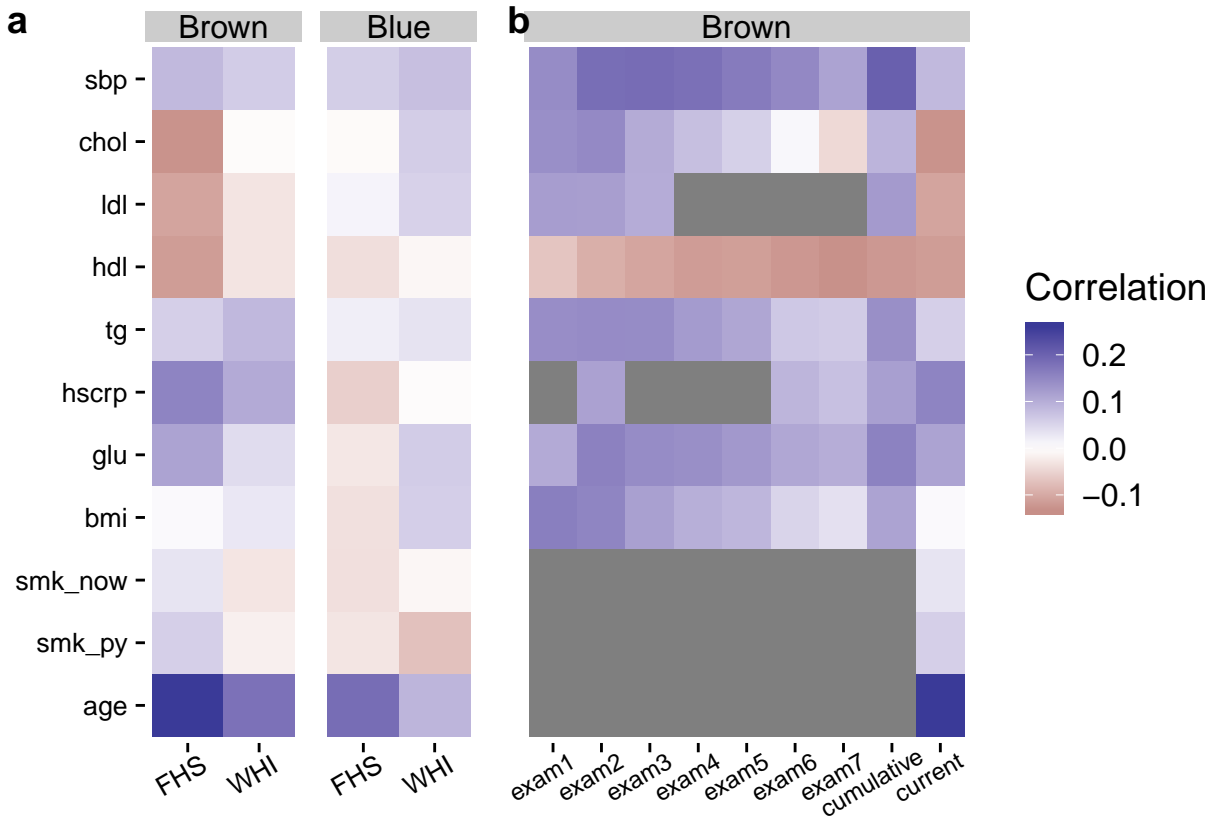 a
Brown Blue
b
Brown
sbp
chol
ldl
hdl
tg
hscrp
glu
bmi
smk_now
smk_py
age
FHS WHI FHS WHI
exam1 exam2 exam3 exam4 exam5 exam6 exam7 cumulative current
Correlation
0.2
0.1
0.0
−0.1